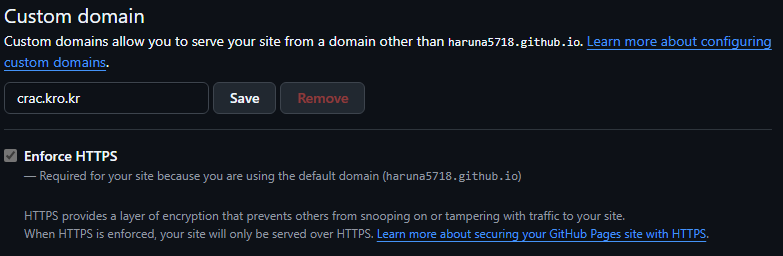 Custom domain
Custom domains allow you to serve your site from a domain other than haruna5718.github.io. Learn more about configuring
custom domains.
crac.kro.kr Save Remove
Enforce HTTPS
— Required for your site because you are using the default domain (haruna5718.github.io)
HTTPS provides a layer of encryption that prevents others from snooping on or tampering with traffic to your site.
When HTTPS is enforced, your site will only be served over HTTPS. Learn more about securing your GitHub Pages site with HTTPS.